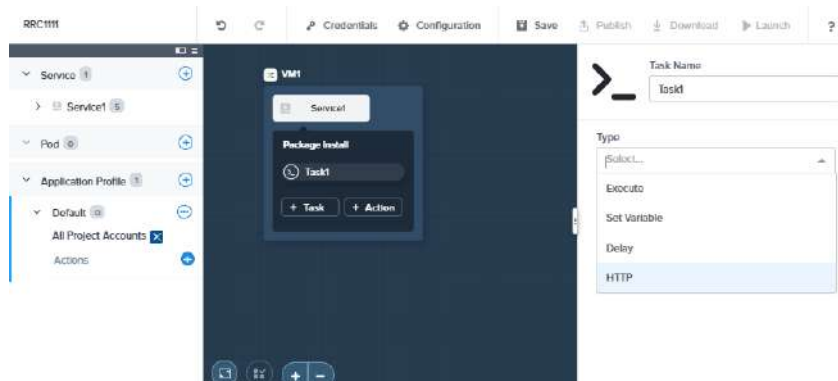 RRC1111
Credentials
Configuration
Save
Publish
Download
Launch
?
Service 1
Service1 5
Pod 0
Application Profile 1
Default 0
All Project Accounts
Actions
VM1
Service1
Package Install
Task1
+ Task
+ Action
Task Name
Task1
Type
Select...
Execute
Set Variable
Delay
HTTP